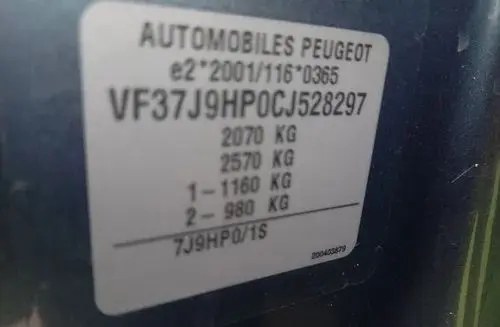 AUTOMOBILES PEUGEOT
e2*2001/116*0365
VF37J9HP0CJ528297
2070 KG
2570 KG
1-1160 KG
2- 980 KG
7J9HP0/1S
200403879